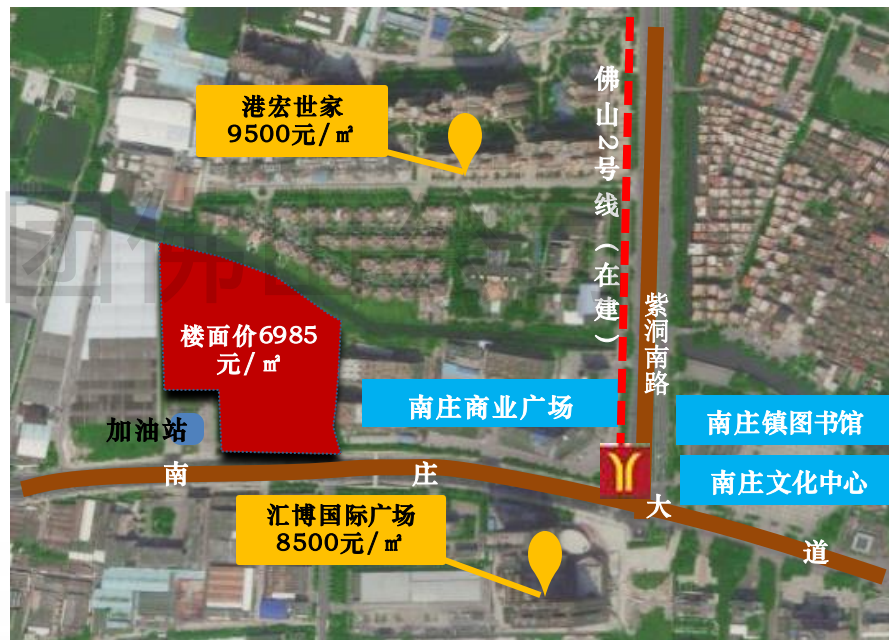 港宏世家
9500元/㎡
佛山2号线（在建）
团佛
楼面价6985
元/㎡
紫洞南路
南庄商业广场
南庄镇图书馆
加油站
南庄大道
南庄文化中心
汇博国际广场
8500元/㎡